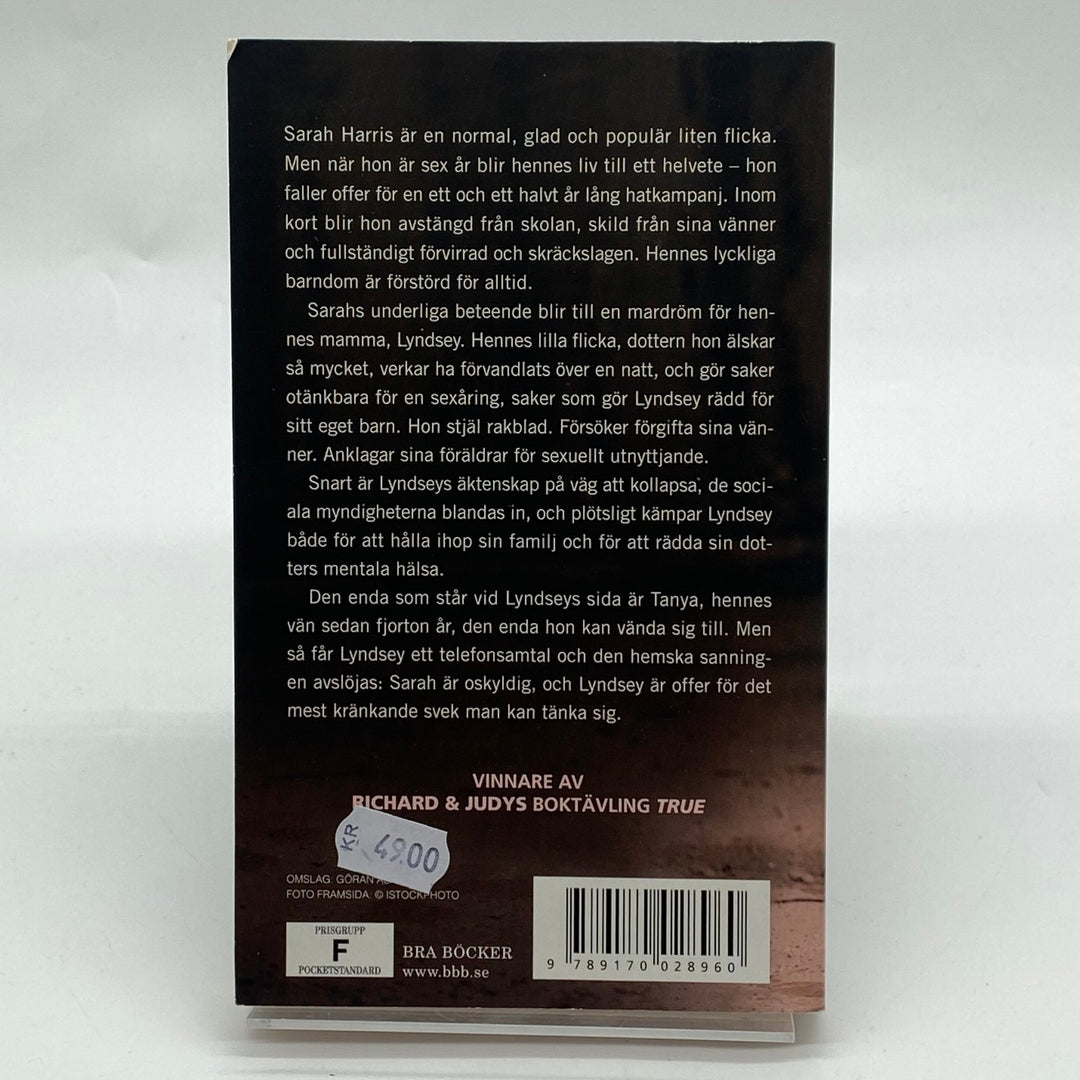 Sarah Harris är en normal, glad och populär liten flicka.
Men när hon är sex år blir hennes liv till ett helvete – hon
faller offer för en ett och ett halvt år lång hatkampanj. Inom
kort blir hon avstängd från skolan, skild från sina vänner
och fullständigt förvirrad och skräckslagen. Hennes lyckliga
barndom är förstörd för alltid.
Sarahs underliga beteende blir till en mardröm för hen-
nes mamma, Lyndsey. Hennes lilla flicka, dottern hon älskar
så mycket, verkar ha förvandlats över en natt, och gör saker
otänkbara för en sexåring, saker som gör Lyndsey rädd för
sitt eget barn. Hon stjäl rakblad. Försöker förgifta sina vän-
ner. Anklagar sina föräldrar för sexuellt utnyttjande.
Snart är Lyndseys äktenskap på väg att kollapsa, de soci-
ala myndigheterna blandas in, och plötsligt kämpar Lyndsey
både för att hålla ihop sin familj och för att rädda sin dot-
ters mentala hälsa.
Den enda som står vid Lyndseys sida är Tanya, hennes
vän sedan fjorton år, den enda hon kan vända sig till. Men
så får Lyndsey ett telefonsamtal och den hemska sanning-
en avslöjas: Sarah är oskyldig, och Lyndsey är offer för det
mest kränkande svek man kan tänka sig.
VINNARE AV
RICHARD & JUDYS BOKTÄVLING TRUE
KR 49.00
OMSLAG: GÖRAN
FOTO FRAMSIDA: © ISTOCKPHOTO
PRISGRUPP
F
POCKETSTANDARD
BRA BÖCKER
www.bbb.se
9 789170 028960